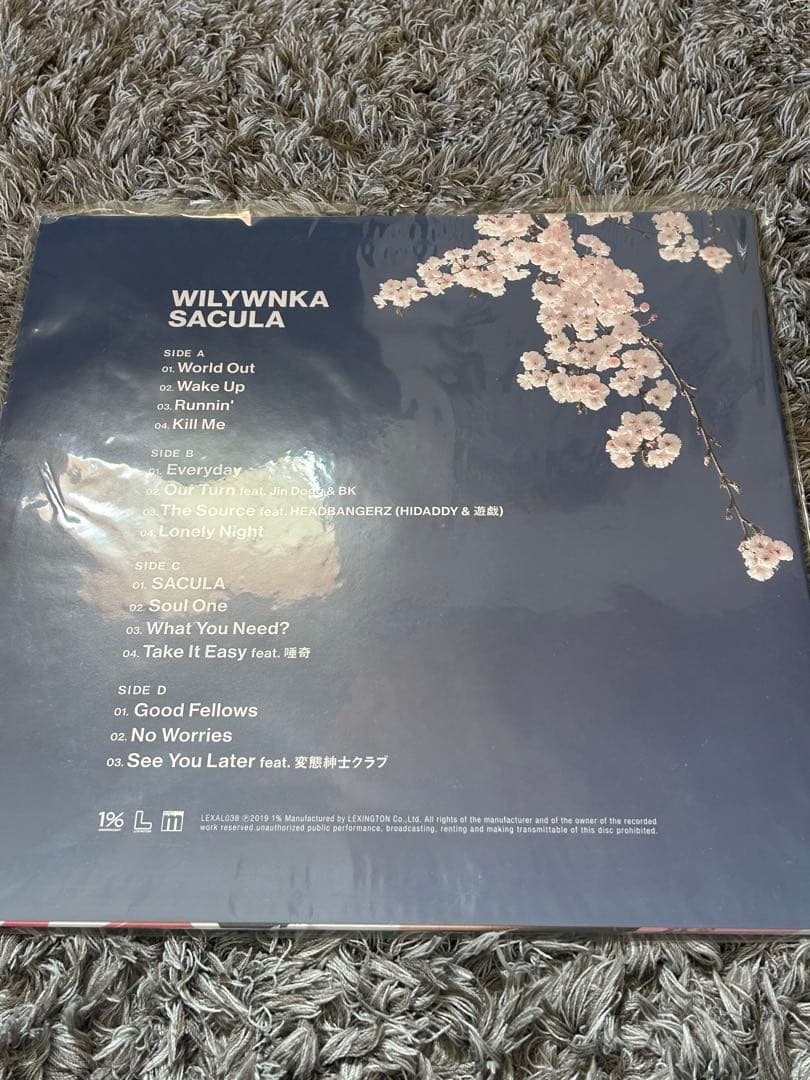 WILYWNKA
SACULA
SIDE A
01. World Out
02. Wake Up
03. Runnin'
04. Kill Me
SIDE B
01. Everyday
02. Our Turn feat. Jin Dogg & BK
03. The Source feat. HEADBANGERZ (HIDADDY & 遊戯)
04. Lonely Night
SIDE C
01. SACULA
02. Soul One
03. What You Need?
04. Take It Easy feat. 唾奇
SIDE D
01. Good Fellows
02. No Worries
03. See You Later feat. 変態紳士クラブ
1% L m LEXAL038 Ⓟ2019 1% Manufactured by LEXINGTON Co.,Ltd. All rights of the manufacturer and of the owner of the recorded
work reserved.unauthorized public performance, broadcasting, renting and making transmittable of this disc prohibited.